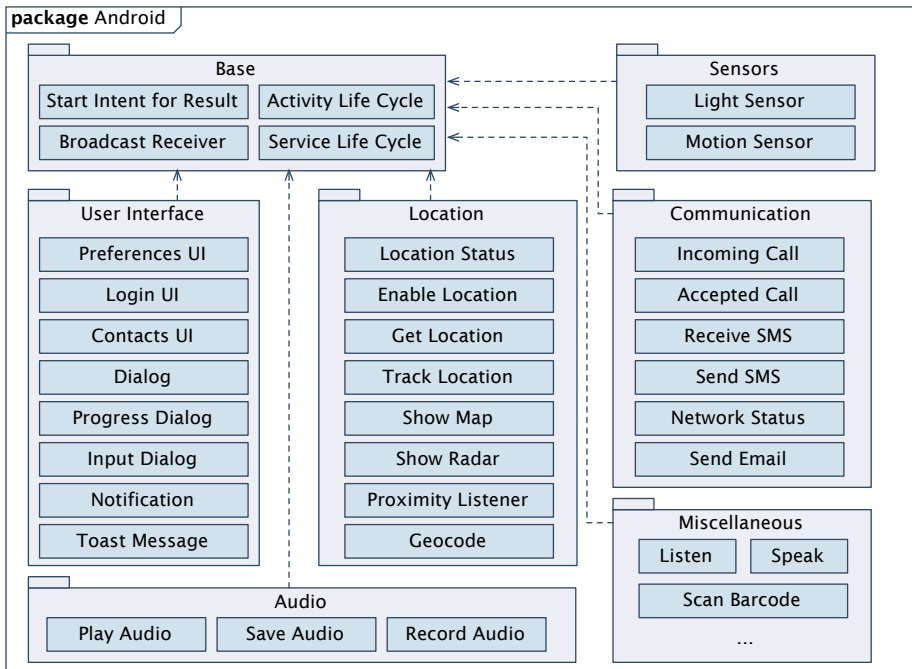 package Android
Base
Start Intent for Result
Activity Life Cycle
Broadcast Receiver
Service Life Cycle
Sensors
Light Sensor
Motion Sensor
User Interface
Preferences UI
Login UI
Contacts UI
Dialog
Progress Dialog
Input Dialog
Notification
Toast Message
Location
Location Status
Enable Location
Get Location
Track Location
Show Map
Show Radar
Proximity Listener
Geocode
Communication
Incoming Call
Accepted Call
Receive SMS
Send SMS
Network Status
Send Email
Audio
Play Audio
Save Audio
Record Audio
Miscellaneous
Listen
Speak
Scan Barcode
...